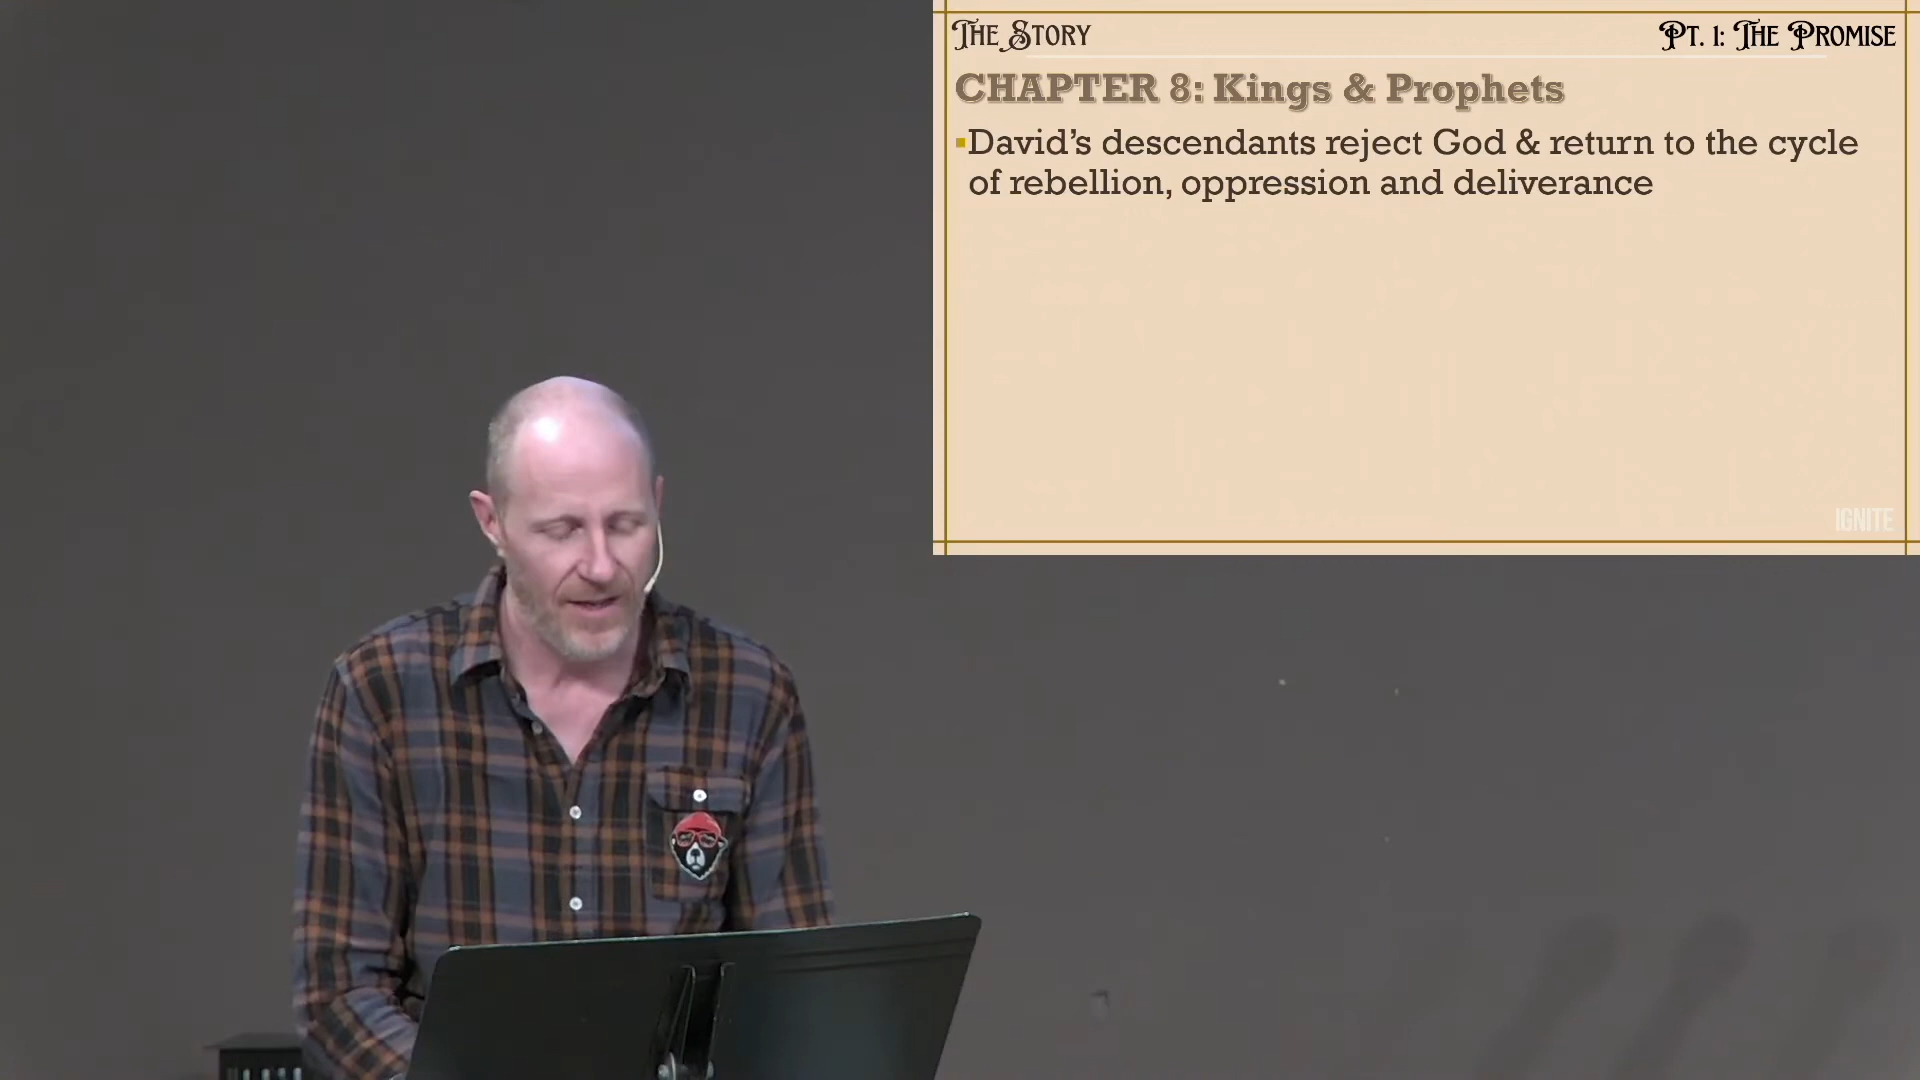 The Story
Pt. 1: The Promise
CHAPTER 8: Kings & Prophets
▪David’s descendants reject God & return to the cycle
of rebellion, oppression and deliverance
IGNITE